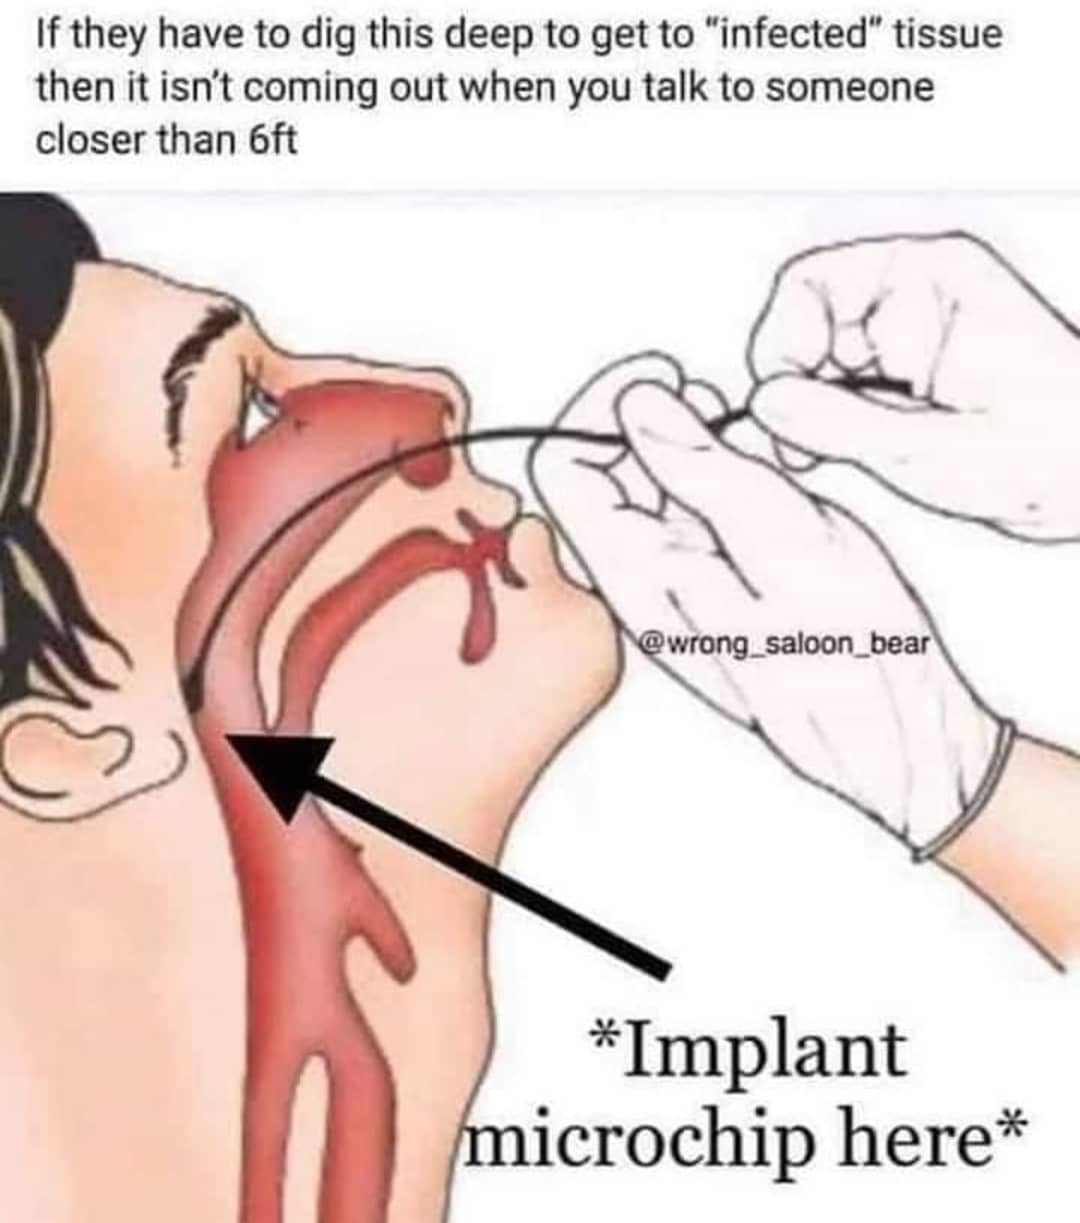 If they have to dig this deep to get to "infected" tissue
then it isn't coming out when you talk to someone
closer than 6ft
@wrong_saloon_bear
*Implant
microchip here*